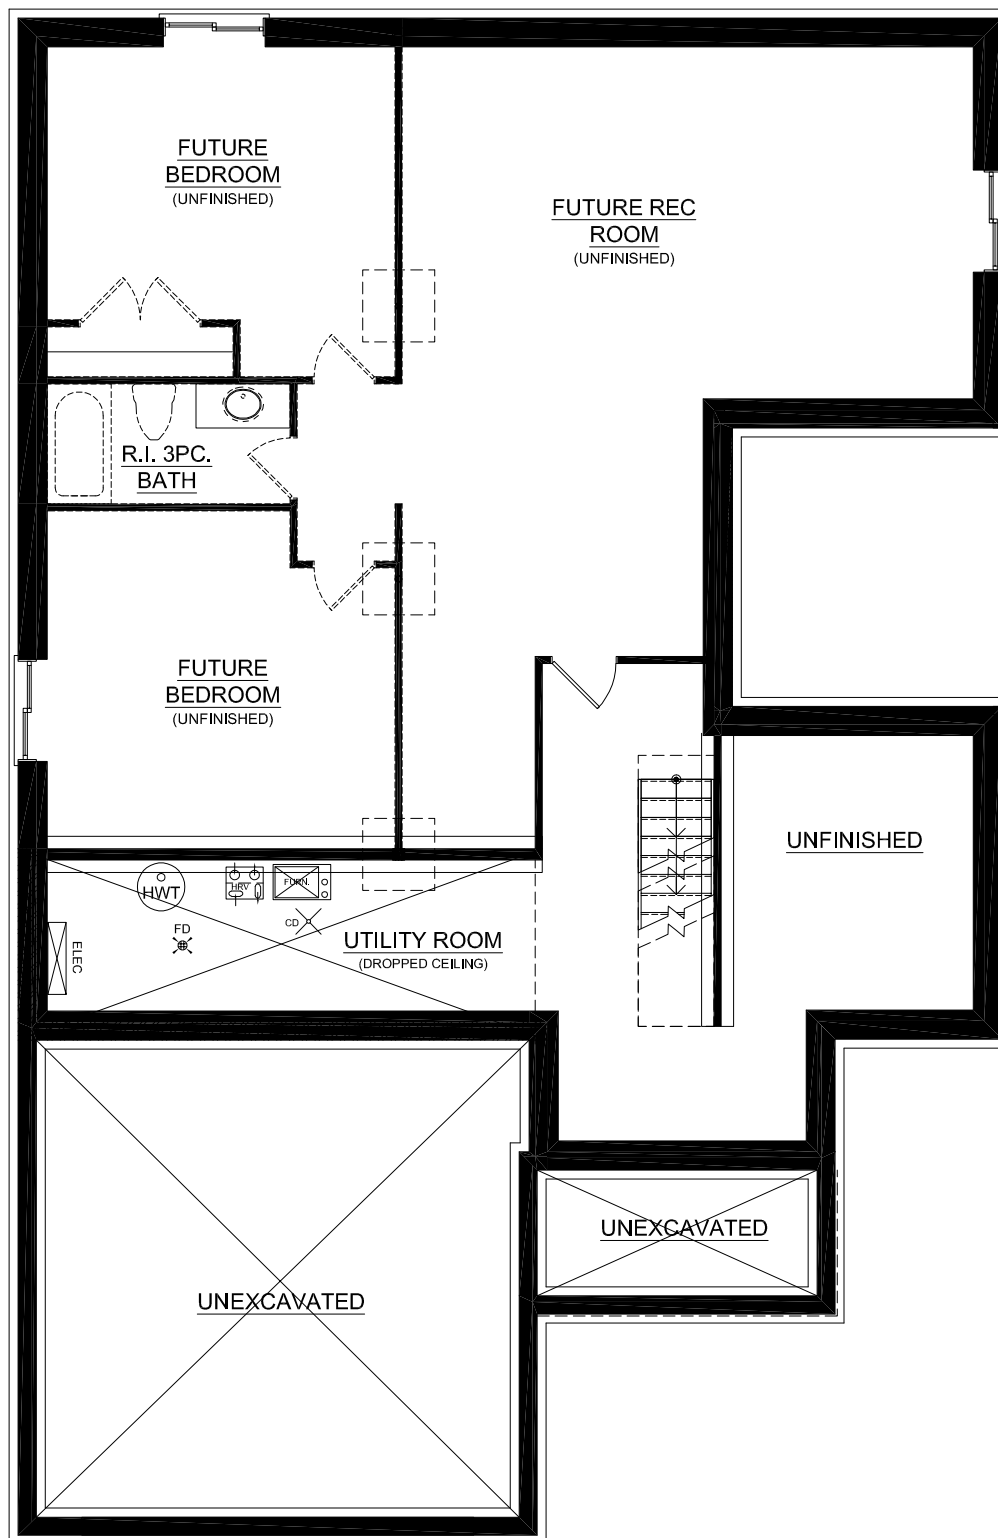 FUTURE
BEDROOM
(UNFINISHED)
FUTURE REC
ROOM
(UNFINISHED)
R.I. 3PC.
BATH
FUTURE
BEDROOM
(UNFINISHED)
UNFINISHED
HWT
HRV
FURN.
CD
FD
ELEC
UTILITY ROOM
(DROPPED CEILING)
UNEXCAVATED
UNEXCAVATED